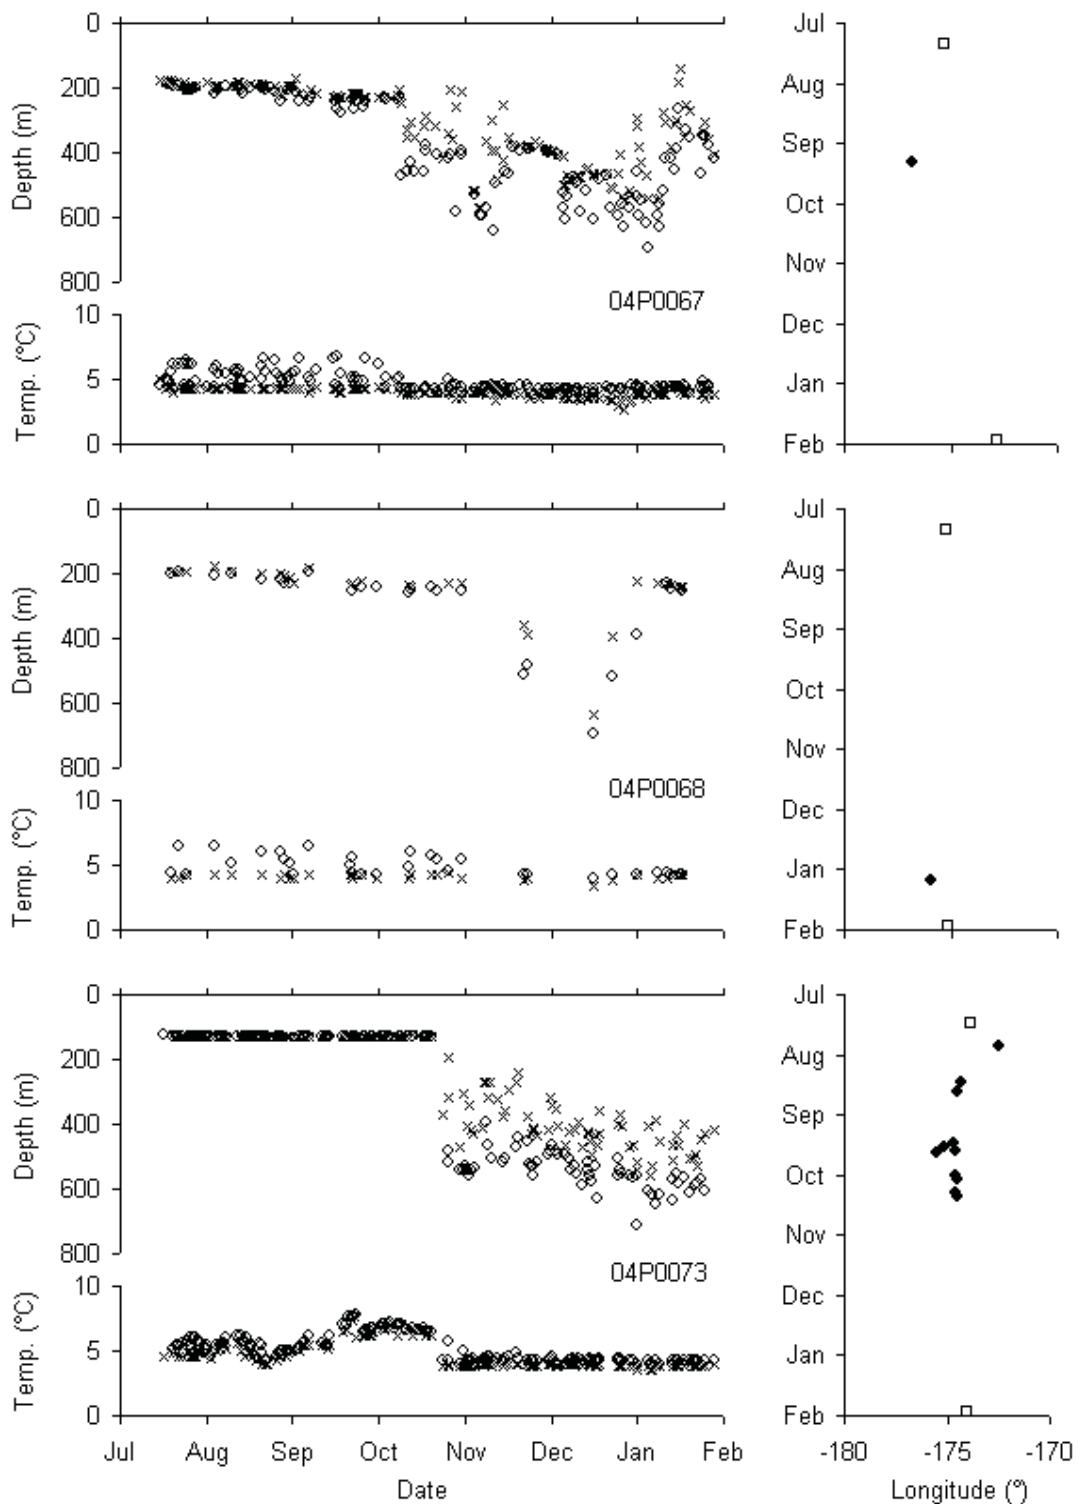 0
200
400
600
800
Depth (m)
04P0067
10
5
0
Temp. (°C)
Jul
Aug
Sep
Oct
Nov
Dec
Jan
Feb
-180
-175
-170
0
200
400
600
800
Depth (m)
04P0068
10
5
0
Temp. (°C)
Jul
Aug
Sep
Oct
Nov
Dec
Jan
Feb
0
200
400
600
800
Depth (m)
04P0073
10
5
0
Temp. (°C)
Jul Aug Sep Oct Nov Dec Jan Feb
Date
Jul
Aug
Sep
Oct
Nov
Dec
Jan
Feb
-180 -175 -170
Longitude (°)